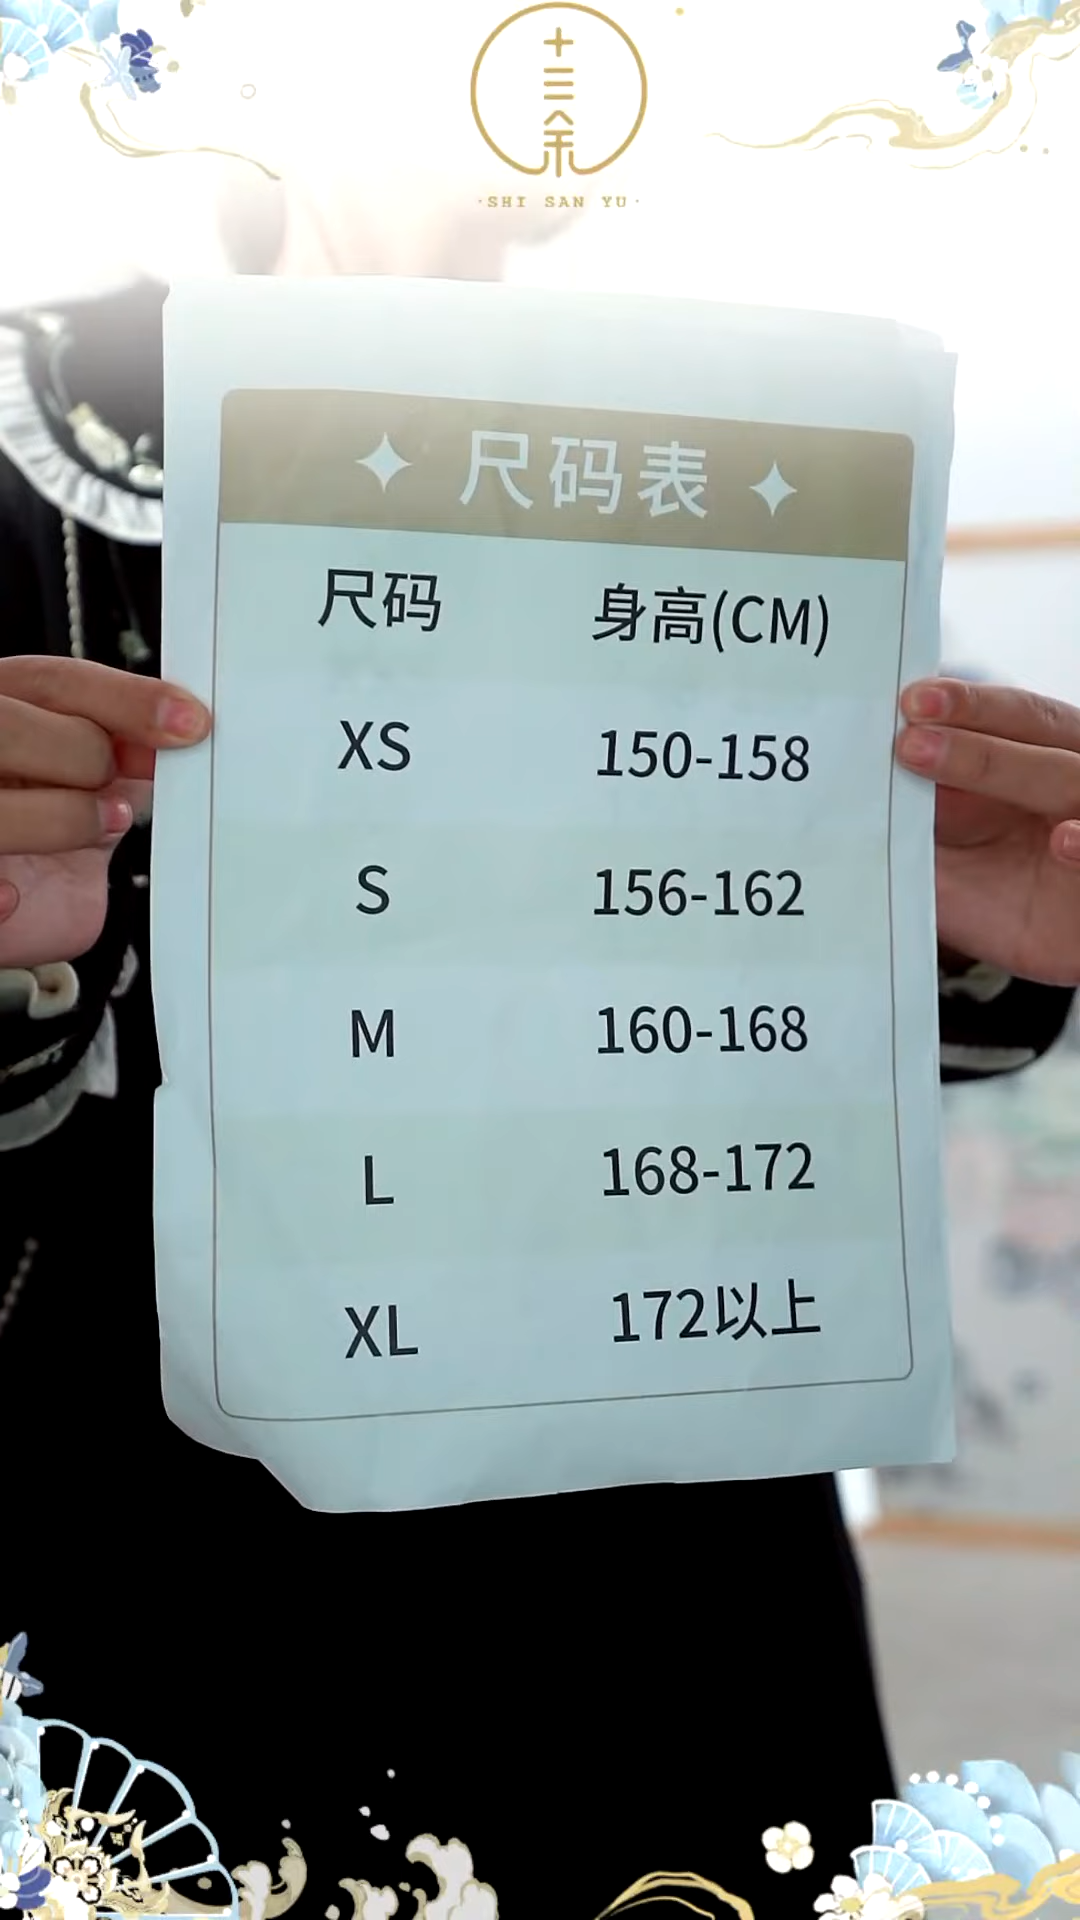 十三余
·SHI SAN YU·
尺码表
尺码 身高(CM)
XS 150-158
S 156-162
M 160-168
L 168-172
XL 172以上